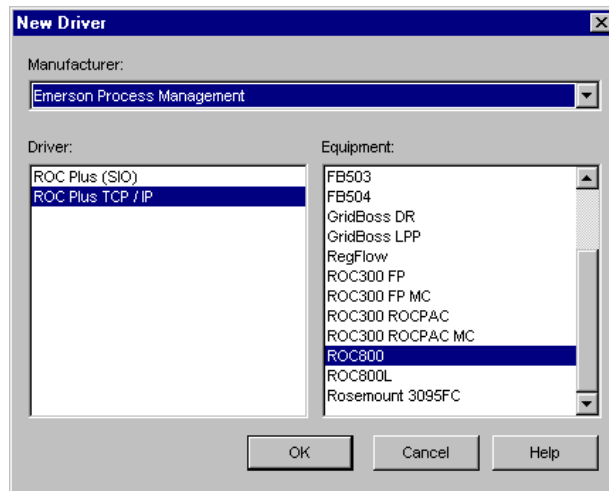 New Driver
Manufacturer:
Emerson Process Management
Driver:
ROC Plus (SIO)
ROC Plus TCP / IP
Equipment:
FB503
FB504
GridBoss DR
GridBoss LPP
RegFlow
ROC300 FP
ROC300 FP MC
ROC300 ROCPAC
ROC300 ROCPAC MC
ROC800
ROC800L
Rosemount 3095FC
OK
Cancel
Help